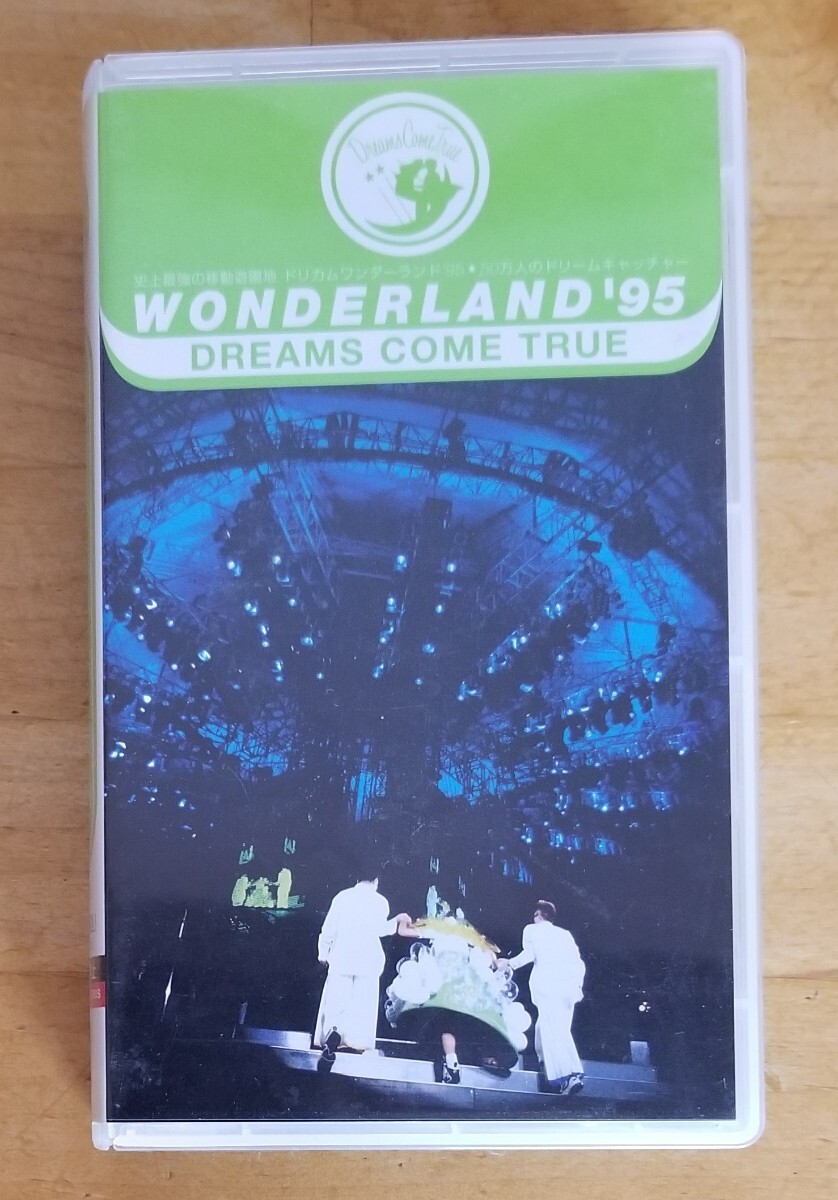 DreamsComeTrue
史上最強の移動遊園地 ドリカムワンダーランド'95★50万人のドリームキャッチャー
WONDERLAND '95
DREAMS COME TRUE